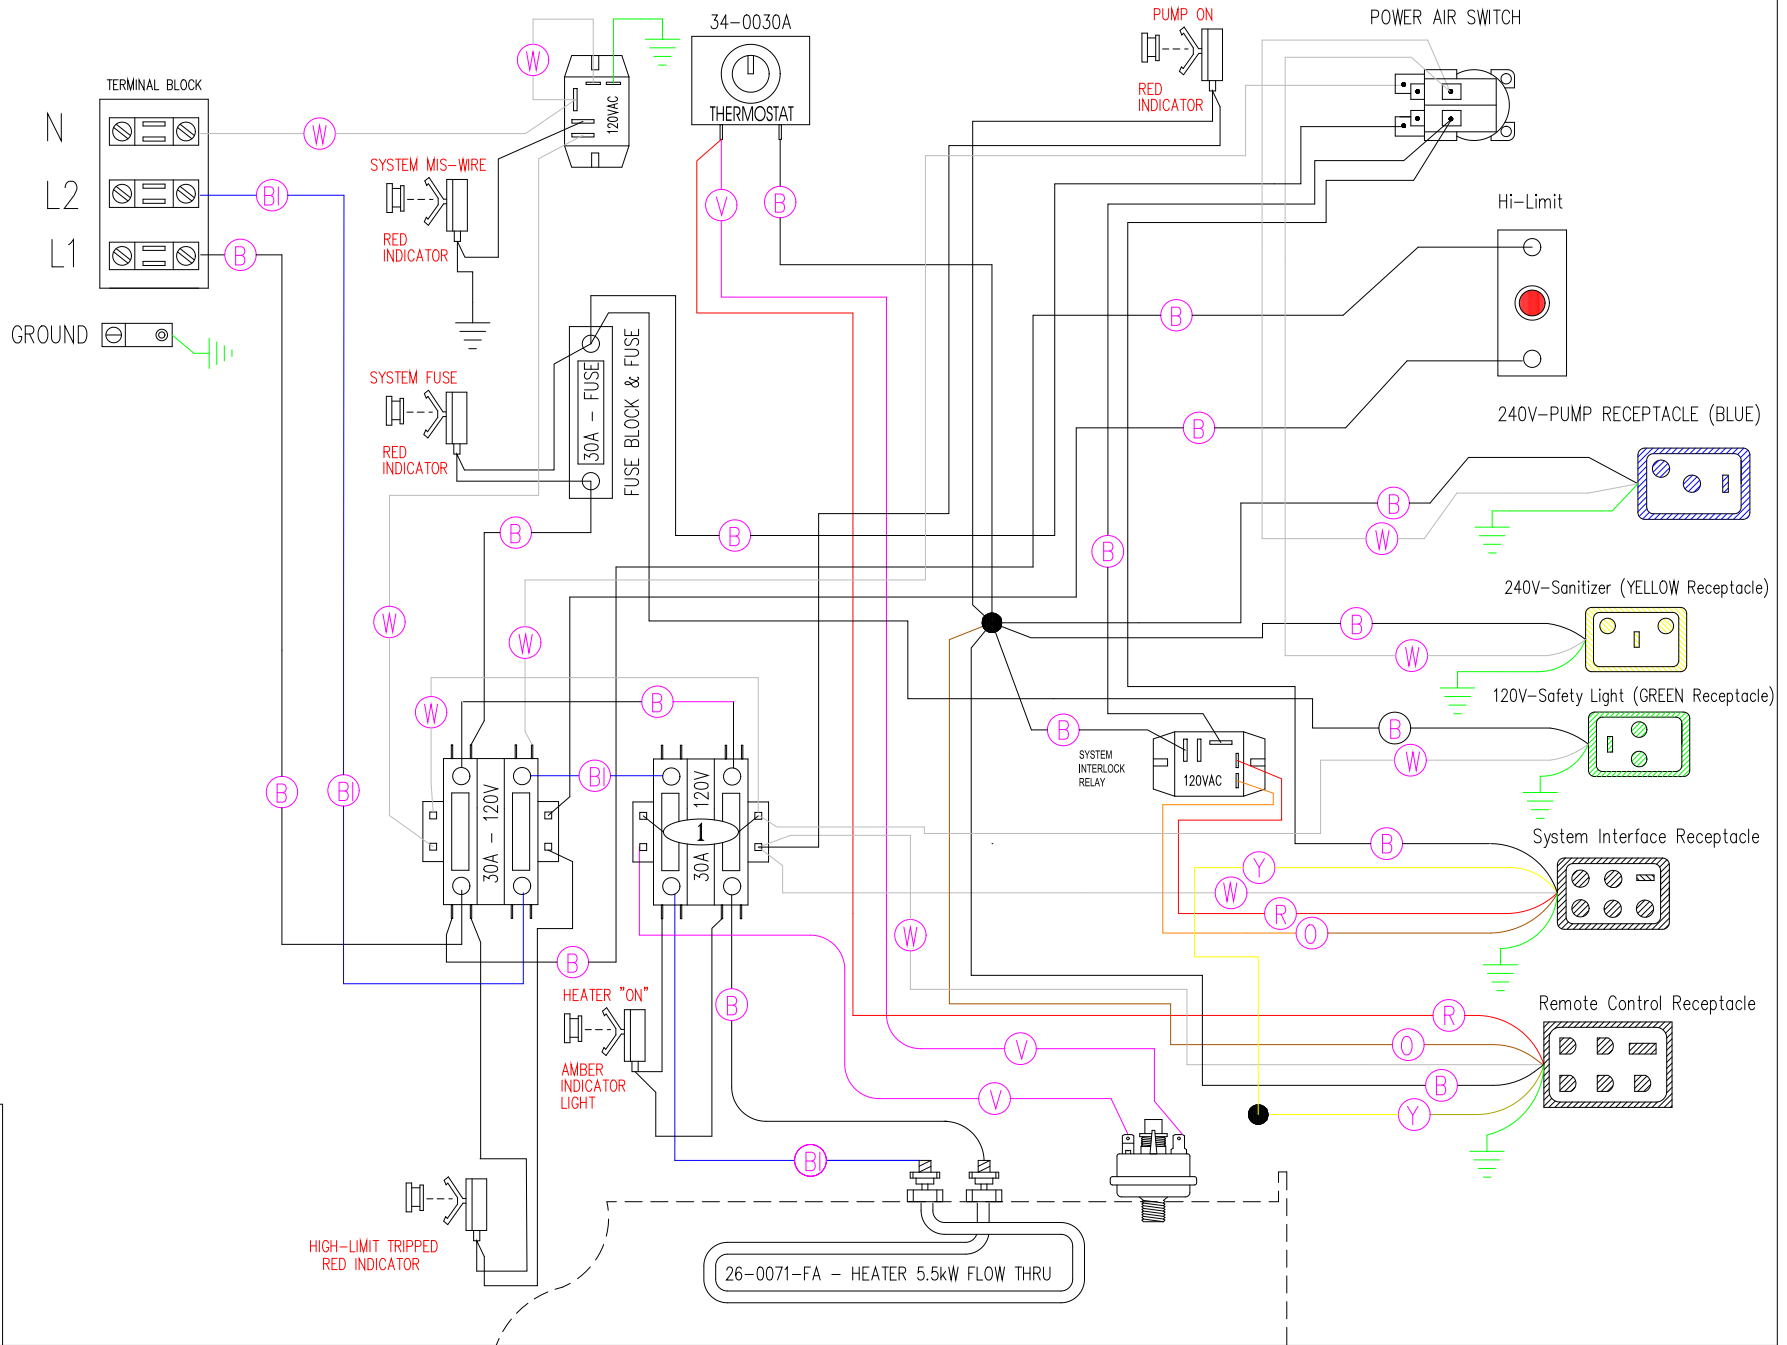 34-0030A
THERMOSTAT
PUMP ON
RED
INDICATOR
POWER AIR SWITCH
TERMINAL BLOCK
N
L2
L1
GROUND
W
W
Bl
B
120VAC
SYSTEM MIS-WIRE
RED
INDICATOR
V
B
Hi-Limit
B
B
SYSTEM FUSE
RED
INDICATOR
30A - FUSE
FUSE BLOCK & FUSE
240V-PUMP RECEPTACLE (BLUE)
B
W
B
B
B
W
W
240V-Sanitizer (YELLOW Receptacle)
B
W
120V-Safety Light (GREEN Receptacle)
B
W
W
B
B
SYSTEM
INTERLOCK
RELAY
120VAC
B
Bl
Bl
30A - 120V
30A
120V
1
System Interface Receptacle
B
Y
W
R
O
W
B
B
HEATER "ON"
AMBER
INDICATOR
LIGHT
Remote Control Receptacle
R
O
B
Y
V
V
Bl
HIGH-LIMIT TRIPPED
RED INDICATOR
26-0071-FA - HEATER 5.5kW FLOW THRU